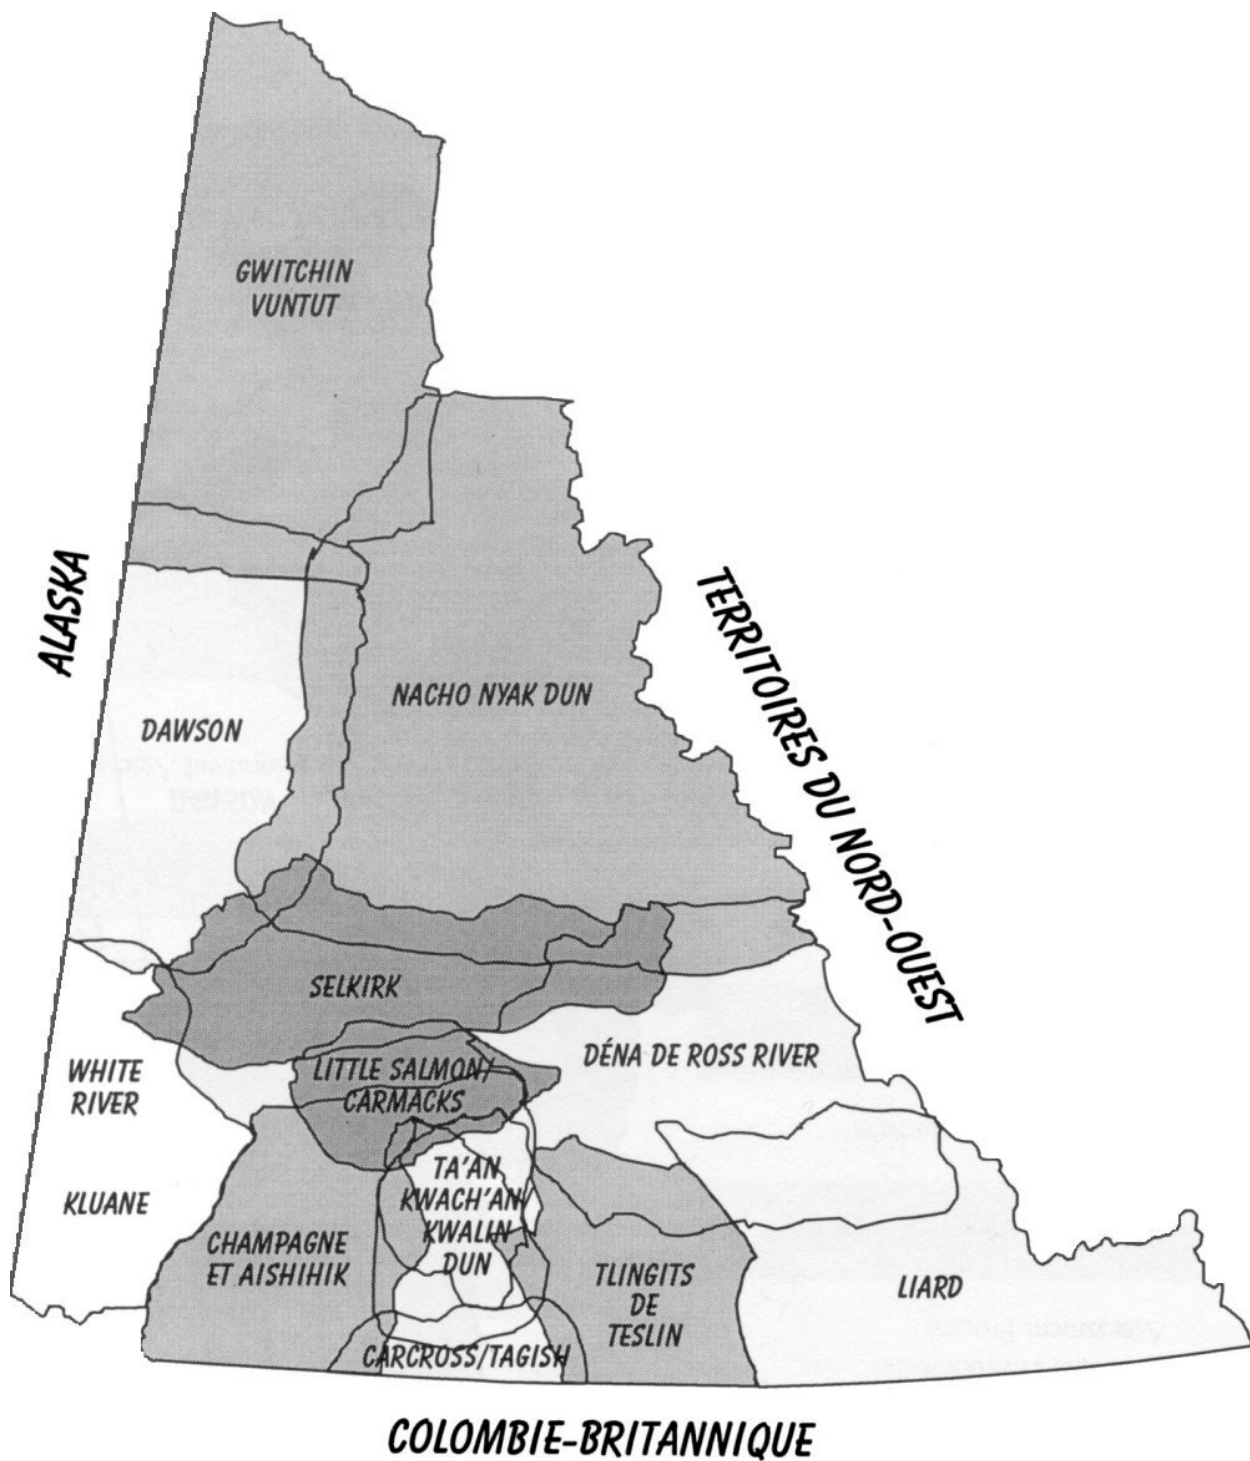 GWITCHIN
VUNTUT
ALASKA
TERRITOIRES DU NORD-OUEST
NACHO NYAK DUN
DAWSON
SELKIRK
WHITE
RIVER
LITTLE SALMON/
CARMACKS
DÉNA DE ROSS RIVER
KLUANE
TA'AN
KWACH'AN/
KWALIN
DUN
CHAMPAGNE
ET AISHIHIK
TLINGITS
DE
TESLIN
LIARD
CARCROSS/TAGISH
COLOMBIE-BRITANNIQUE